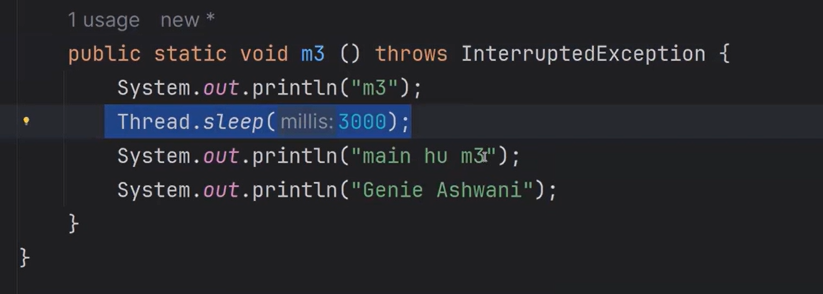 1 usage new *
public static void m3 () throws InterruptedException {
System.out.println("m3");
Thread.sleep( millis: 3000);
System.out.println("main hu m3");
System.out.println("Genie Ashwani");
}
}